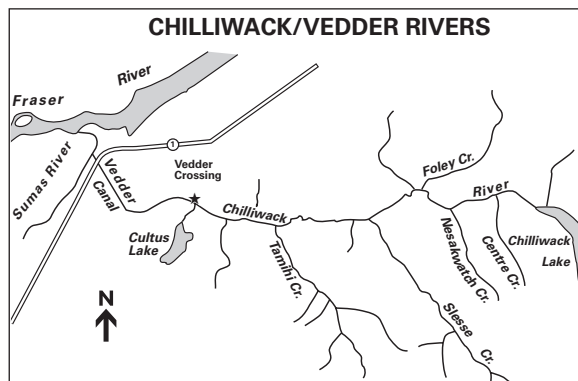 CHILLIWACK/VEDDER RIVERS
River
Fraser
Sumas River
1
Vedder
Canal
Vedder
Crossing
Cultus
Lake
Chilliwack
River
Foley Cr.
Tamihi Cr.
Slesse
Cr.
Nesakwatch Cr.
Centre Cr.
Chilliwack
Lake
N